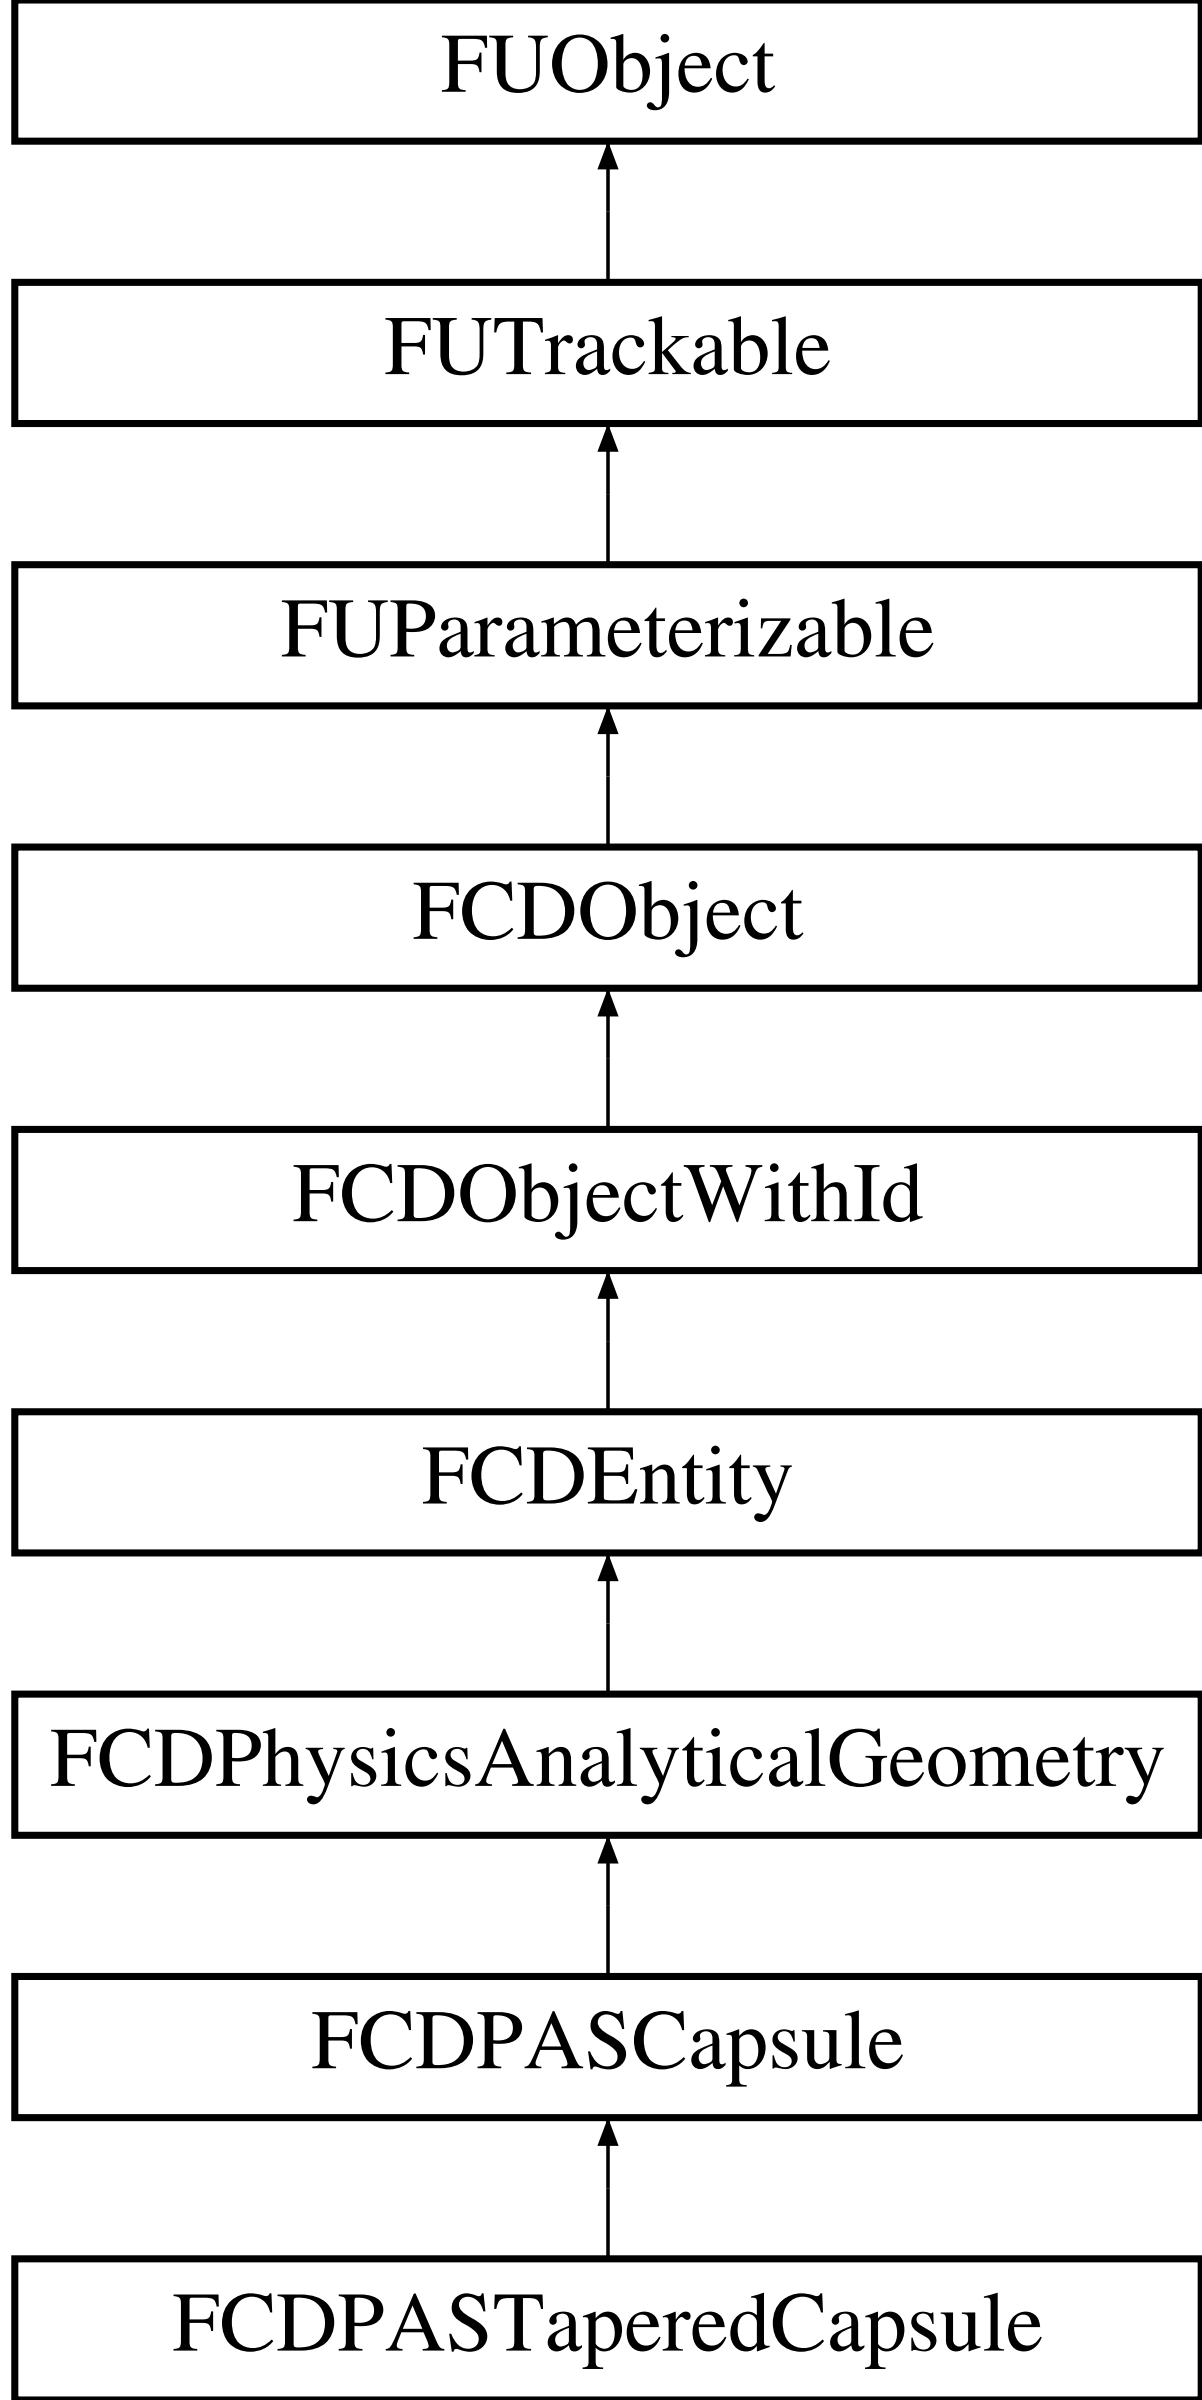 FUObject
FUTrackable
FUParameterizable
FCDObject
FCDObjectWithId
FCDEntity
FCDPhysicsAnalyticalGeometry
FCDPASCapsule
FCDPASTaperedCapsule